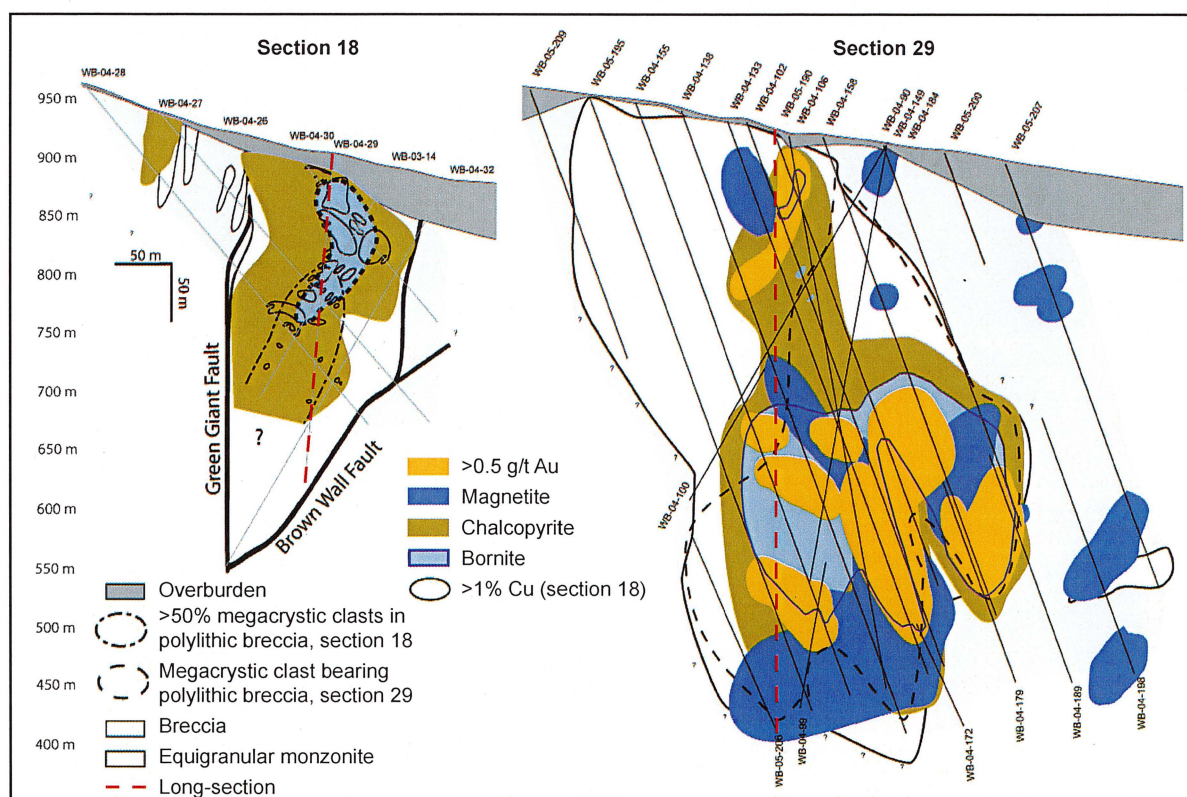 Section 18
Section 29
WB-04-28
WB-04-27
WB-04-26
WB-04-30
WB-04-29
WB-03-14
WB-04-32
WB-05-209
WB-05-195
WB-04-155
WB-04-138
WB-04-133
WB-04-102
WB-05-190
WB-04-106
WB-04-158
WB-04-90
WB-04-149
WB-04-184
WB-05-200
WB-05-207
950 m
900 m
850 m
800 m
750 m
700 m
650 m
600 m
550 m
500 m
450 m
400 m
50 m
50 m
?
?
?
?
?
Green Giant Fault
Brown Wall Fault
>0.5 g/t Au
Magnetite
Chalcopyrite
Bornite
>1% Cu (section 18)
Overburden
>50% megacrystic clasts in
polylithic breccia, section 18
Megacrystic clast bearing
polylithic breccia, section 29
Breccia
Equigranular monzonite
Long-section
?
?
?
?
?
?
?
?
?
WB-04-100
WB-05-206
WB-04-99
WB-04-172
WB-04-179
WB-04-189
WB-04-198